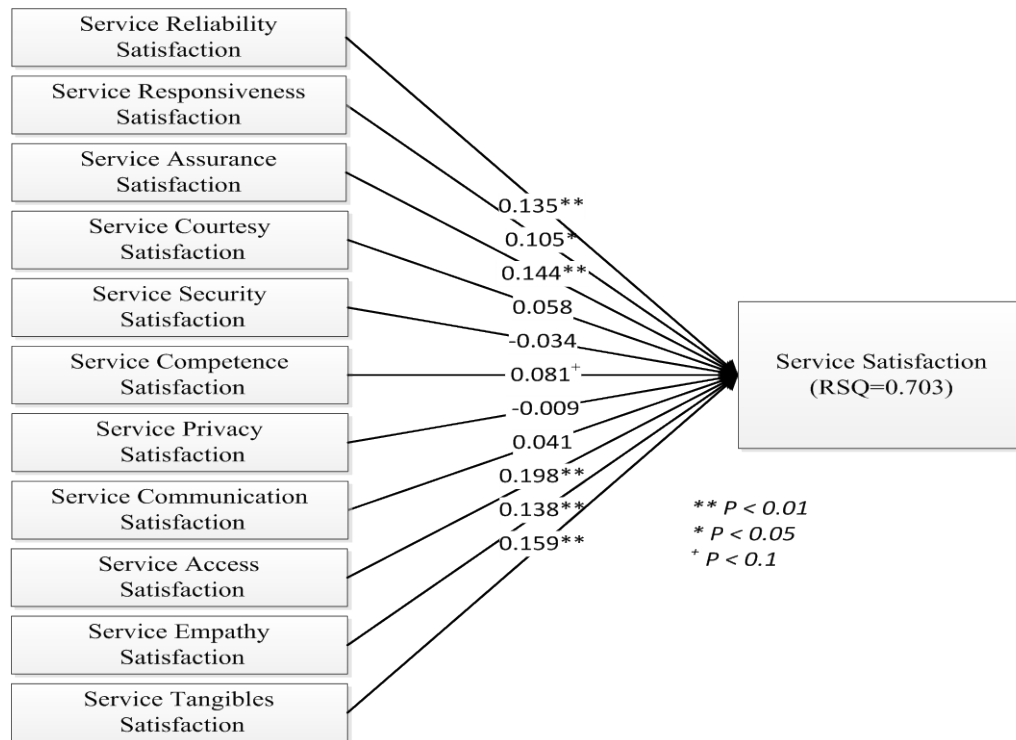 Service Reliability
Satisfaction
Service Responsiveness
Satisfaction
Service Assurance
Satisfaction
Service Courtesy
Satisfaction
Service Security
Satisfaction
Service Competence
Satisfaction
Service Privacy
Satisfaction
Service Communication
Satisfaction
Service Access
Satisfaction
Service Empathy
Satisfaction
Service Tangibles
Satisfaction
0.135**
0.105*
0.144**
0.058
-0.034
0.081+
-0.009
0.041
0.198**
0.138**
0.159**
Service Satisfaction
(RSQ=0.703)
** P < 0.01
* P < 0.05
+ P < 0.1